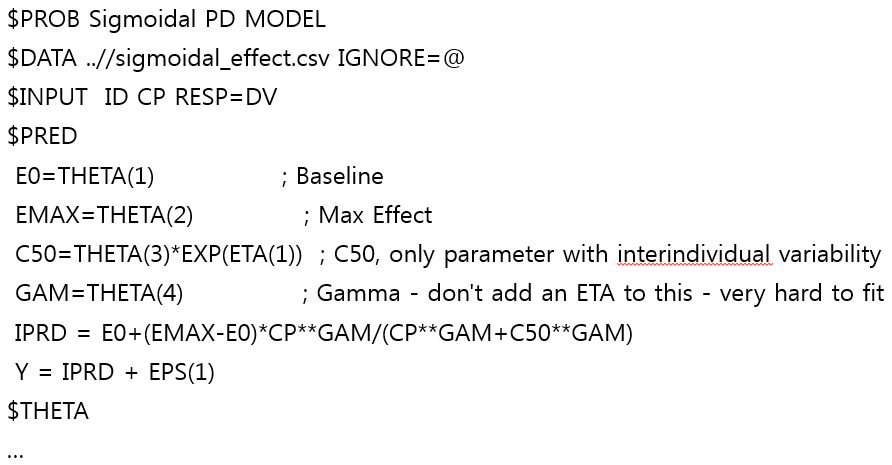 $PROB Sigmoidal PD MODEL
$DATA ..//sigmoidal_effect.csv IGNORE=@
$INPUT  ID CP RESP=DV
$PRED
E0=THETA(1)                    ; Baseline
EMAX=THETA(2)                  ; Max Effect
C50=THETA(3)*EXP(ETA(1))  ; C50, only parameter with interindividual variability
GAM=THETA(4)                   ; Gamma - don't add an ETA to this - very hard to fit
IPRD = E0+(EMAX-E0)*CP**GAM/(CP**GAM+C50**GAM)
Y = IPRD + EPS(1)
$THETA
...